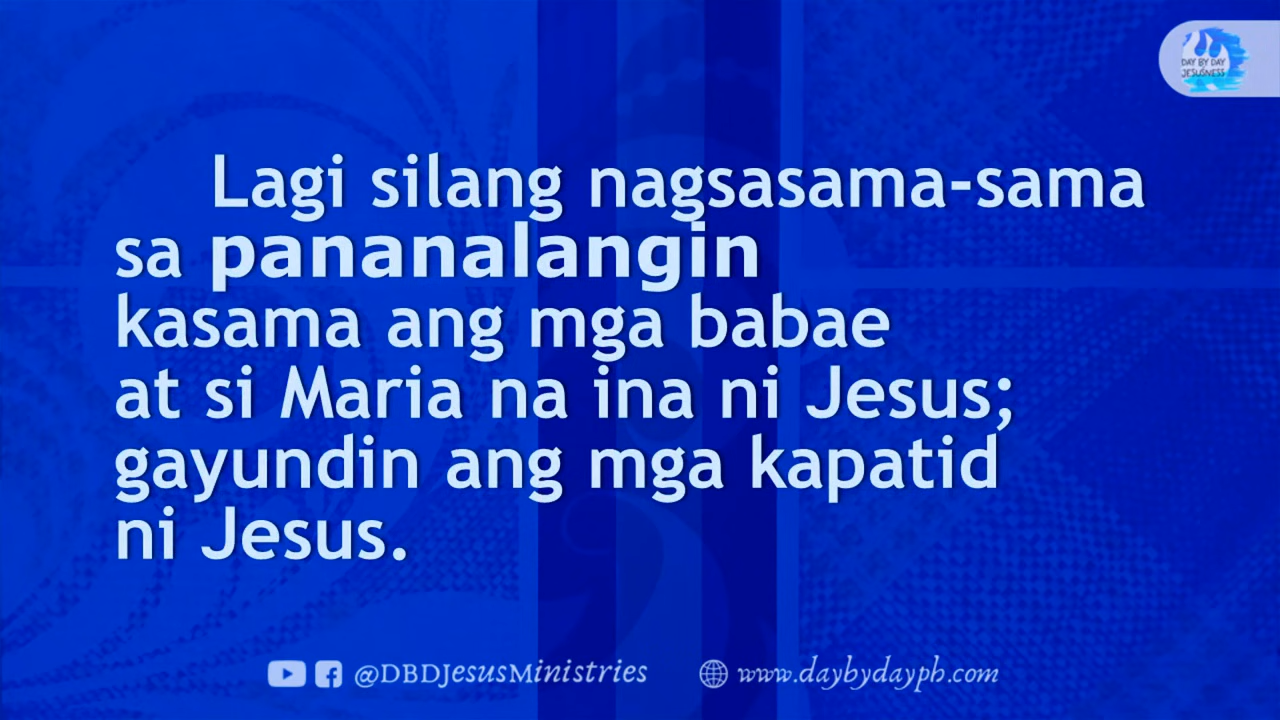 DAY BY DAY
JESUSNESS
Lagi silang nagsasama-sama
sa pananalangin
kasama ang mga babae
at si Maria na ina ni Jesus;
gayundin ang mga kapatid
ni Jesus.
@DBDJesusMinistries
www.daybydayph.com